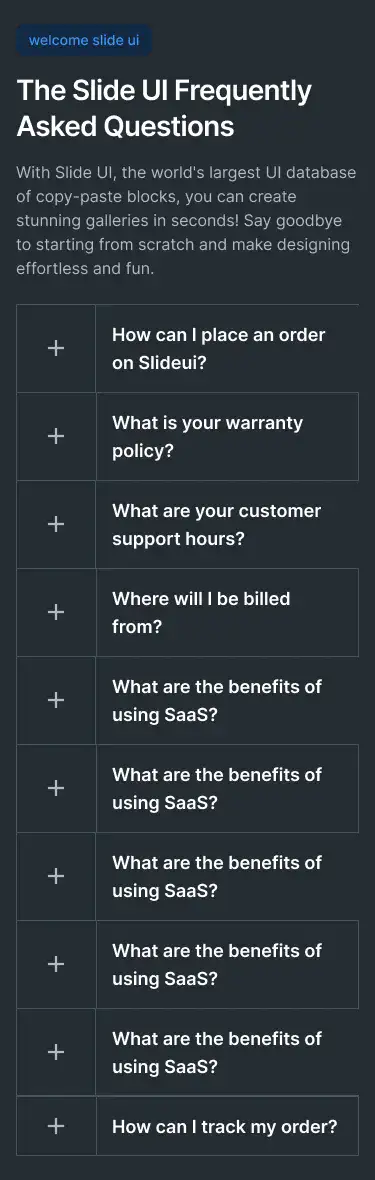 welcome slide ui
The Slide UI Frequently
Asked Questions
With Slide UI, the world's largest UI database
of copy-paste blocks, you can create
stunning galleries in seconds! Say goodbye
to starting from scratch and make designing
effortless and fun.
How can I place an order
on Slideui?
What is your warranty
policy?
What are your customer
support hours?
Where will I be billed
from?
What are the benefits of
using SaaS?
What are the benefits of
using SaaS?
What are the benefits of
using SaaS?
What are the benefits of
using SaaS?
What are the benefits of
using SaaS?
How can I track my order?